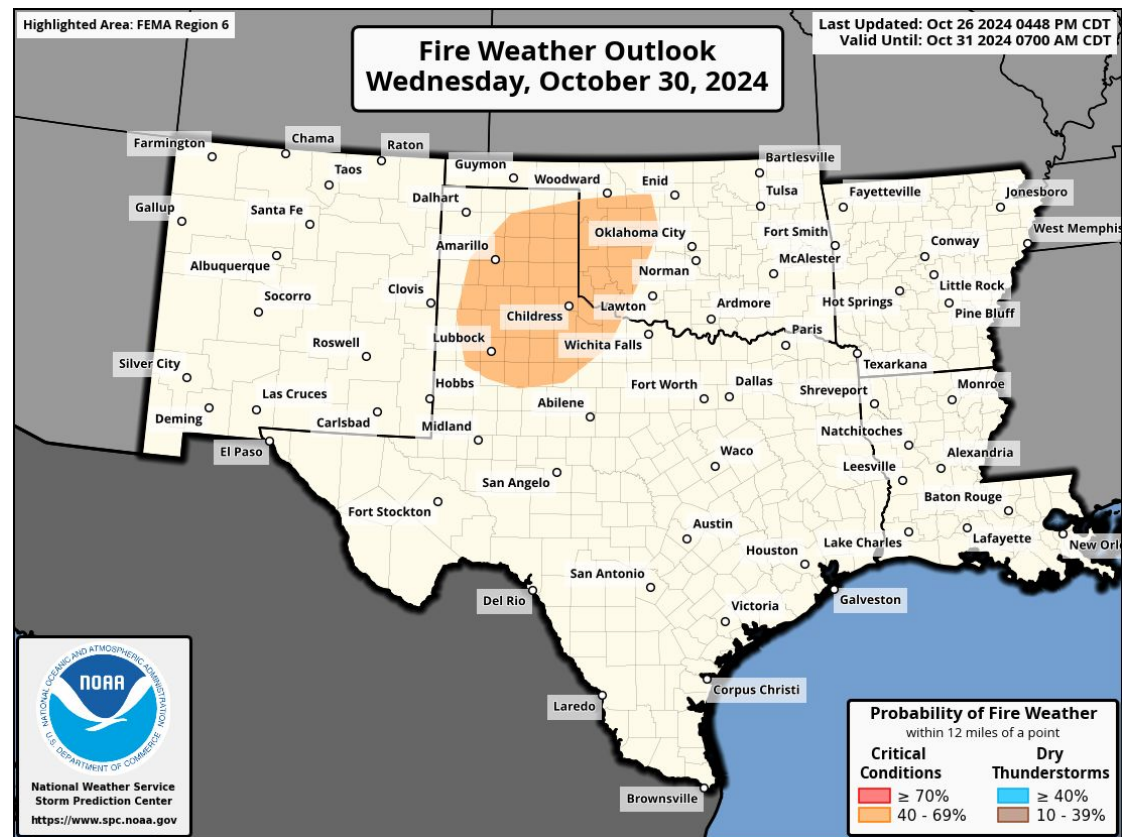 Highlighted Area: FEMA Region 6
Last Updated: Oct 26 2024 0448 PM CDT
Valid Until: Oct 31 2024 0700 AM CDT
Fire Weather Outlook
Wednesday, October 30, 2024
Farmington
Chama
Raton
Taos
Guymon
Woodward
Enid
Bartlesville
Dalhart
Tulsa
Fayetteville
Jonesboro
Gallup
Santa Fe
Amarillo
Oklahoma City
Fort Smith
Conway
West Memphis
Albuquerque
Norman
McAlester
Socorro
Clovis
Childress
Lawton
Ardmore
Hot Springs
Little Rock
Pine Bluff
Roswell
Lubbock
Wichita Falls
Paris
Texarkana
Silver City
Las Cruces
Hobbs
Fort Worth
Dallas
Shreveport
Monroe
Deming
Carlsbad
Midland
Abilene
Natchitoches
El Paso
San Angelo
Waco
Leesville
Alexandria
Baton Rouge
Fort Stockton
Austin
Houston
Lake Charles
Lafayette
New Orl
San Antonio
Del Rio
Victoria
Galveston
Laredo
Corpus Christi
Brownsville
NATIONAL OCEANIC AND ATMOSPHERIC ADMINISTRATION
NOAA
U.S. DEPARTMENT OF COMMERCE
National Weather Service
Storm Prediction Center
https://www.spc.noaa.gov
Probability of Fire Weather
within 12 miles of a point
Critical Conditions
Dry Thunderstorms
≥ 70%
≥ 40%
40 - 69%
10 - 39%